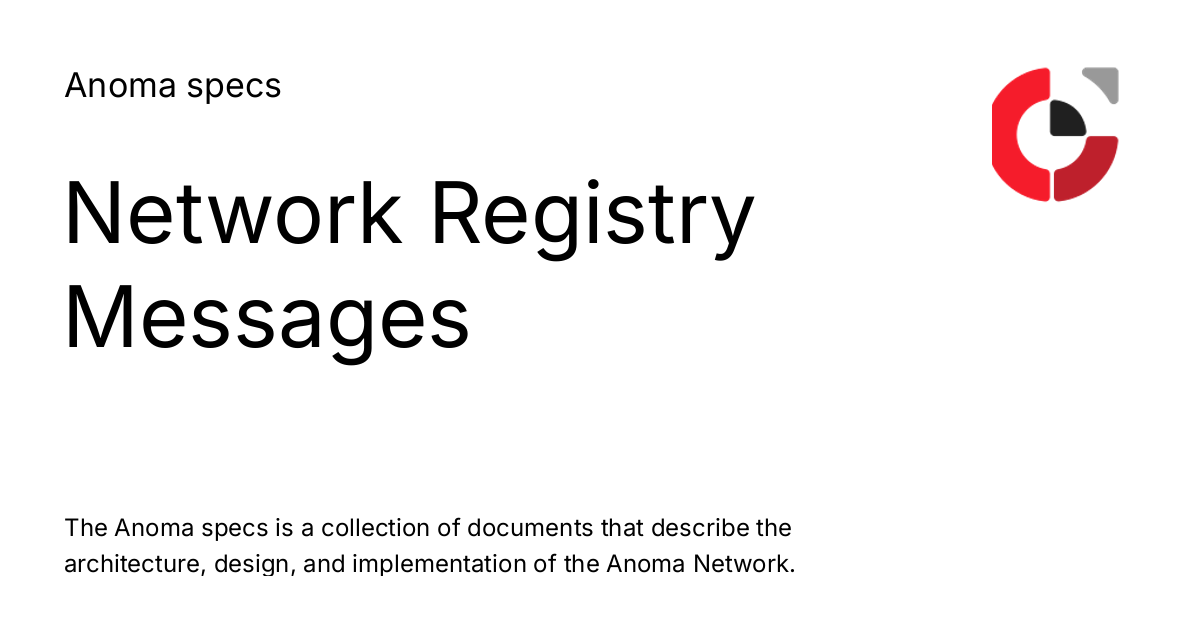 Anoma specs
Network Registry
Messages
The Anoma specs is a collection of documents that describe the
architecture, design, and implementation of the Anoma Network.